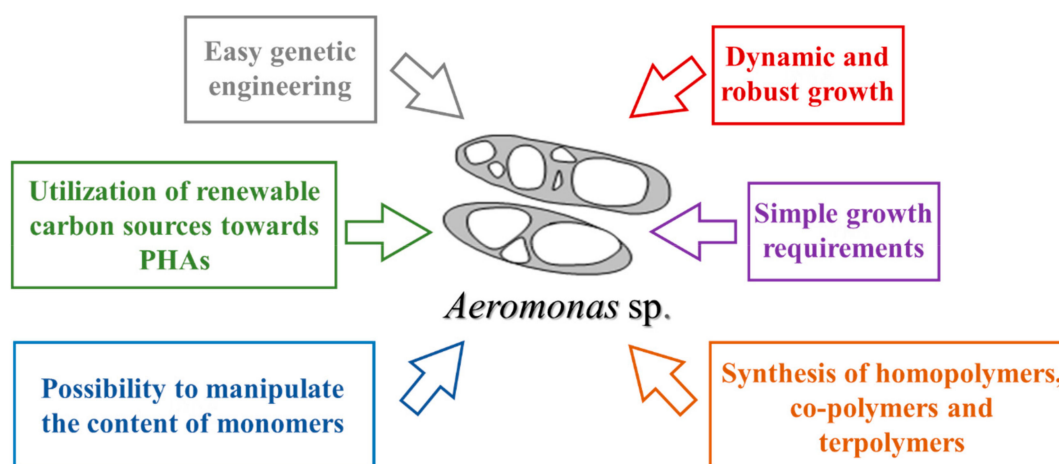 Easy genetic
engineering
Dynamic and
robust growth
Utilization of renewable
carbon sources towards
PHAs
Simple growth
requirements
Aeromonas sp.
Possibility to manipulate
the content of monomers
Synthesis of homopolymers,
co-polymers and
terpolymers